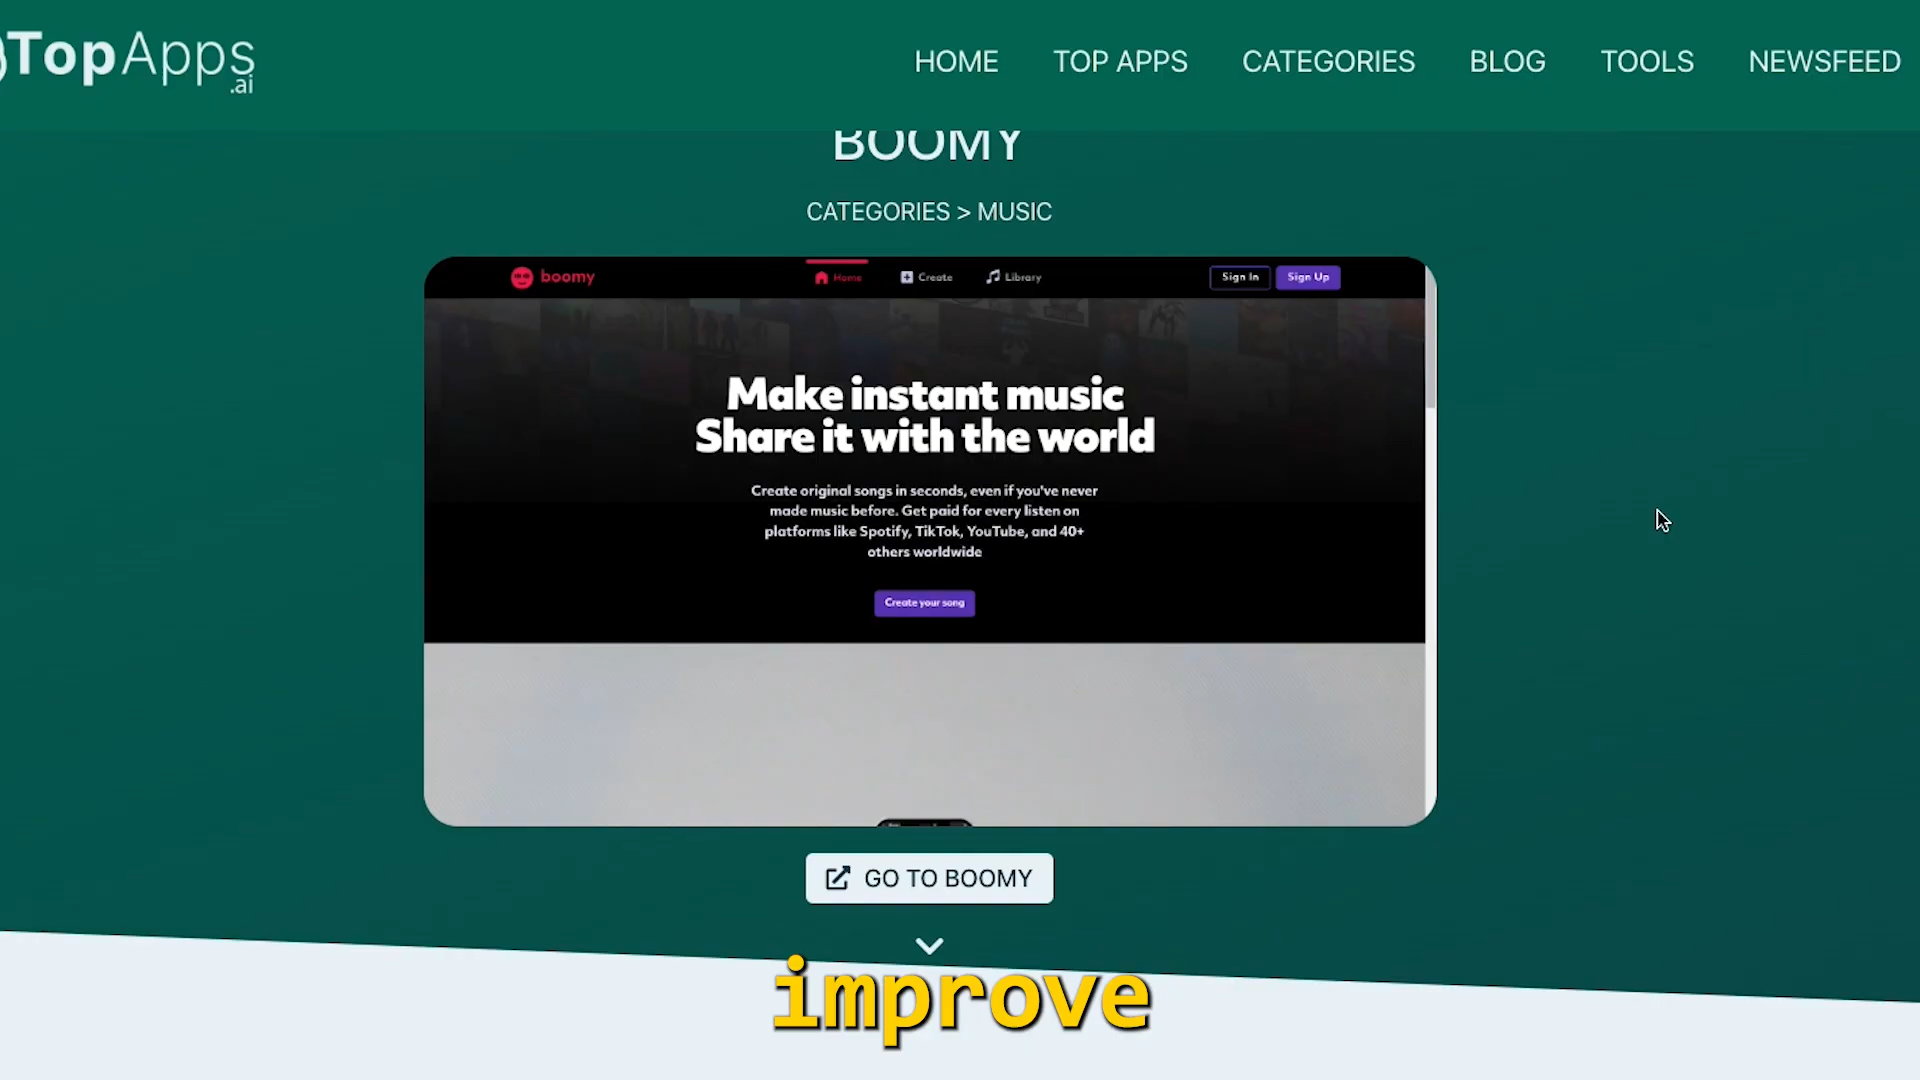 TopApps
.ai
HOME
TOP APPS
CATEGORIES
BLOG
TOOLS
NEWSFEED
BOOMY
CATEGORIES > MUSIC
boomy
Home
Create
Library
Sign In
Sign Up
Make instant music
Share it with the world
Create original songs in seconds, even if you've never
made music before. Get paid for every listen on
platforms like Spotify, TikTok, YouTube, and 40+
others worldwide
Create your song
GO TO BOOMY
improve